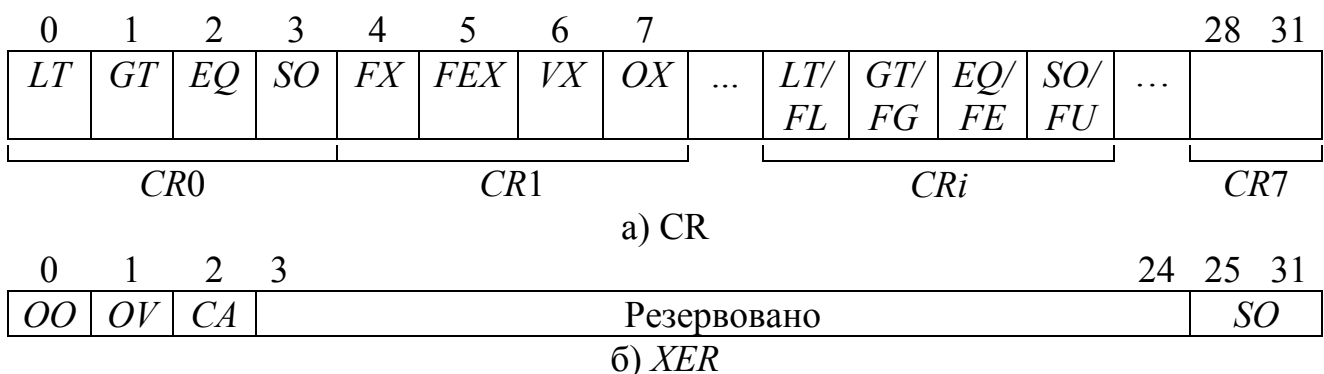 0 1 2 3 4 5 6 7 28 31
LT GT EQ SO FX FEX VX OX ... LT/ GT/ EQ/ SO/ ...
FL FG FE FU
CR0 CR1 CRi CR7
а) CR
0 1 2 3 24 25 31
OO OV CA Резервовано SO
б) XER